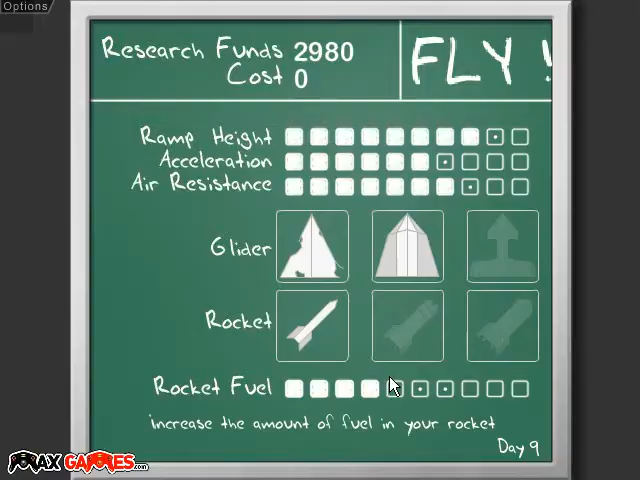 Options
Research Funds 2980
Cost 0
FLY!
Ramp Height
Acceleration
Air Resistance
Glider
Rocket
Rocket Fuel
increase the amount of fuel in your rocket
Day 9
MAX GAMES.com